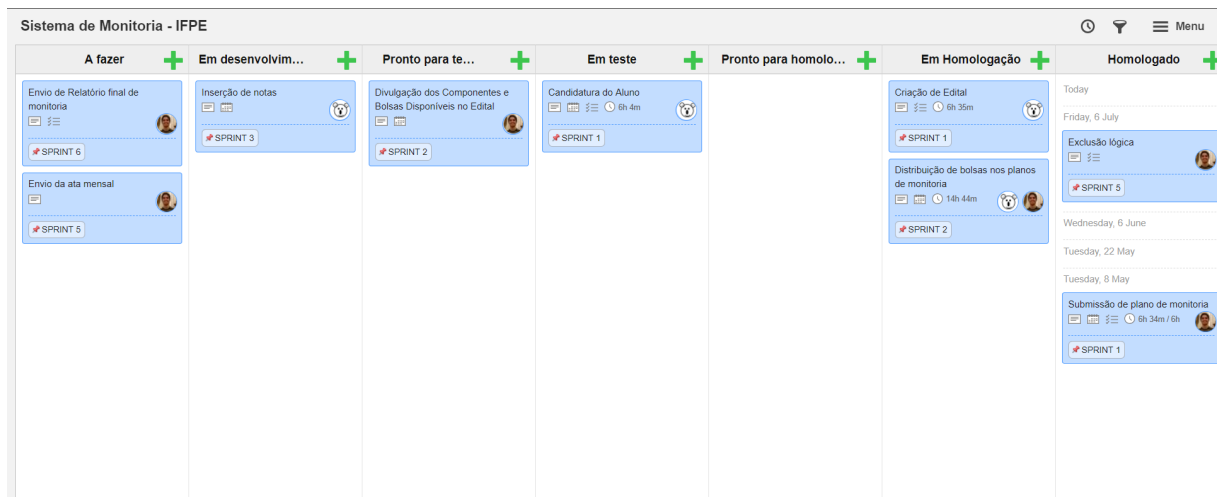 Sistema de Monitoria - IFPE
Menu
A fazer
Em desenvolvim...
Pronto para te...
Em teste
Pronto para homolo...
Em Homologação
Homologado
Envio de Relatório final de
monitoria
SPRINT 6
Envio da ata mensal
SPRINT 5
Inserção de notas
SPRINT 3
Divulgação dos Componentes e
Bolsas Disponíveis no Edital
SPRINT 2
Candidatura do Aluno
6h 4m
SPRINT 1
Criação de Edital
6h 35m
SPRINT 1
Distribuição de bolsas nos planos
de monitoria
14h 44m
SPRINT 2
Today
Friday, 6 July
Exclusão lógica
SPRINT 5
Wednesday, 6 June
Tuesday, 22 May
Tuesday, 8 May
Submissão de plano de monitoria
6h 34m / 6h
SPRINT 1